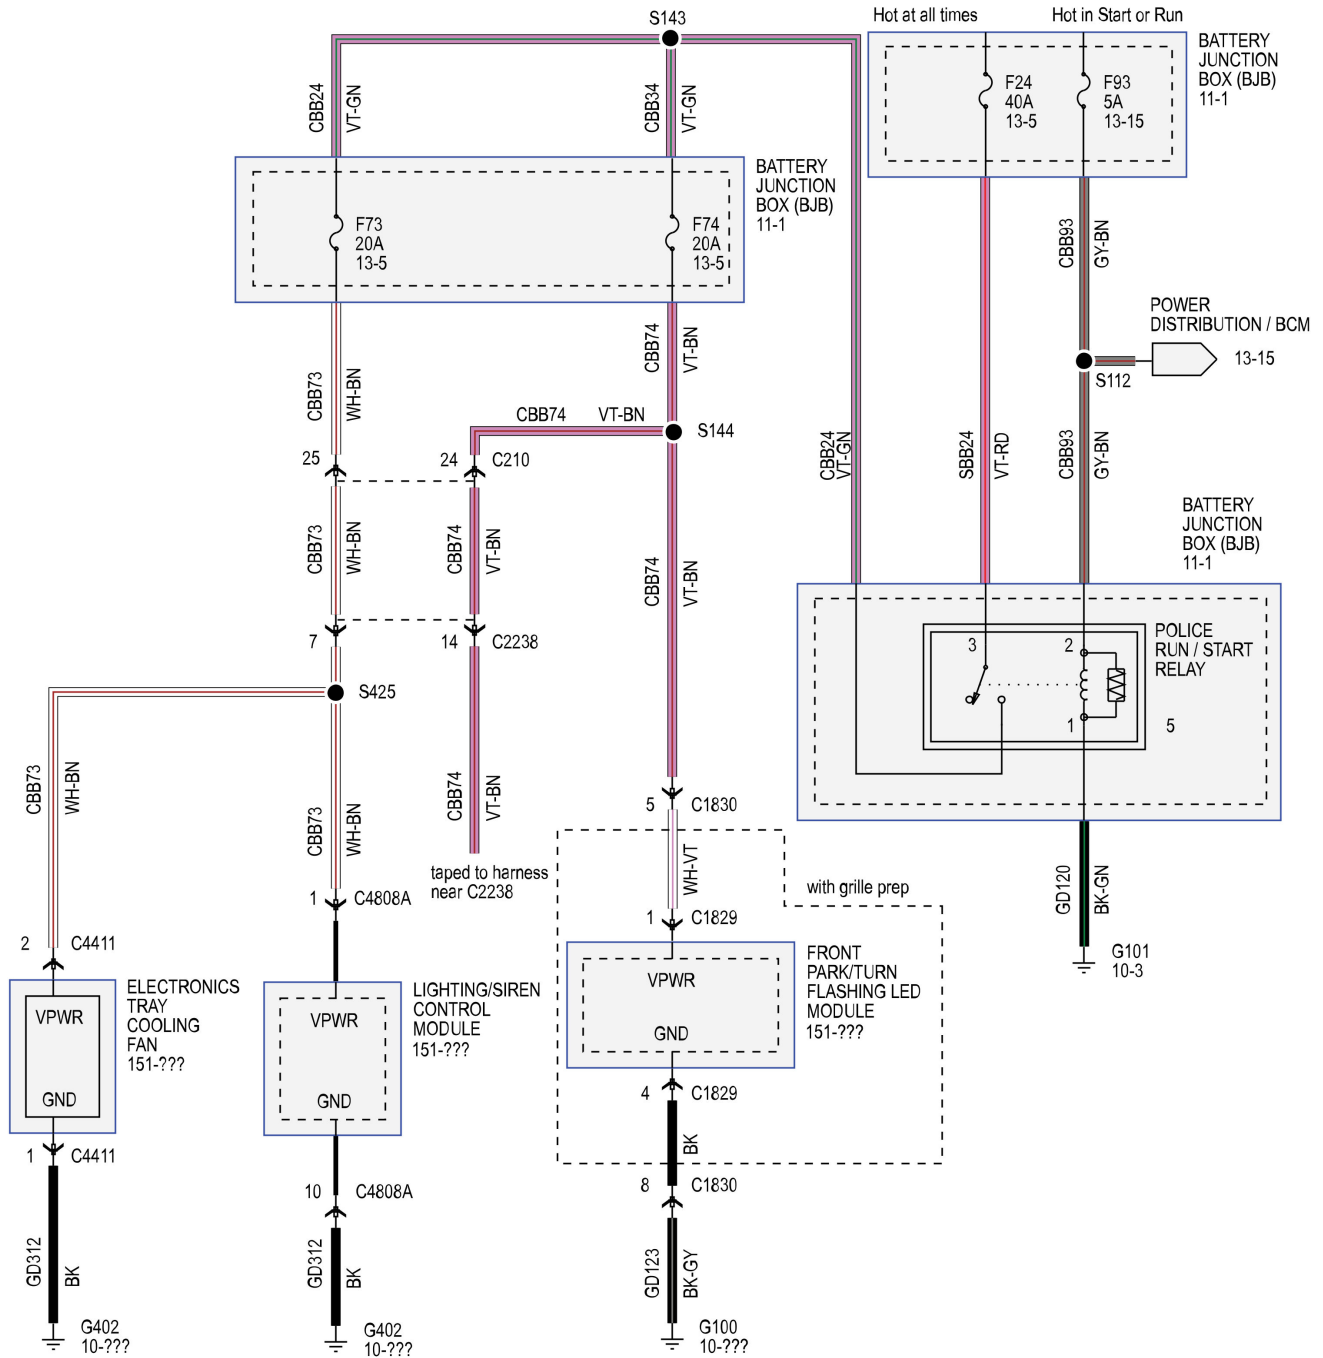 S143
Hot at all times
Hot in Start or Run
BATTERY
JUNCTION
BOX (BJB)
11-1
F24
40A
13-5
F93
5A
13-15
CBB24
VT-GN
CBB34
VT-GN
BATTERY
JUNCTION
BOX (BJB)
11-1
F73
20A
13-5
F74
20A
13-5
CBB93
GY-BN
POWER
DISTRIBUTION / BCM
13-15
S112
CBB73
WH-BN
CBB74
VT-BN
CBB74
VT-BN
S144
25
24
C210
CBB24
VT-GN
SBB24
VT-RD
CBB93
GY-BN
CBB73
WH-BN
CBB74
VT-BN
CBB74
VT-BN
BATTERY
JUNCTION
BOX (BJB)
11-1
7
14
C2238
3
2
1
POLICE
RUN / START
RELAY
5
S425
CBB73
WH-BN
CBB73
WH-BN
CBB74
VT-BN
5
C1830
taped to harness
near C2238
WH-VT
with grille prep
1
C4808A
1
C1829
GD120
BK-GN
G101
10-3
2
C4411
VPWR
GND
ELECTRONICS
TRAY
COOLING
FAN
151-???
VPWR
GND
LIGHTING/SIREN
CONTROL
MODULE
151-???
VPWR
GND
FRONT
PARK/TURN
FLASHING LED
MODULE
151-???
4
C1829
BK
1
C4411
10
C4808A
8
C1830
GD312
BK
GD312
BK
GD123
BK-GY
G402
10-???
G402
10-???
G100
10-???